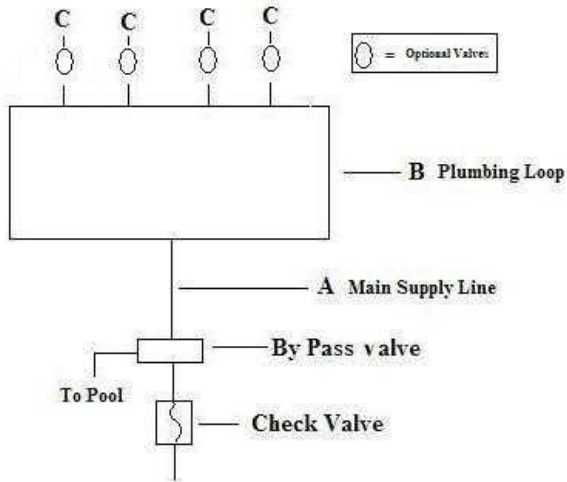 C C C C
= Optional Valves
B Plumbing Loop
A Main Supply Line
By Pass valve
To Pool
Check Valve